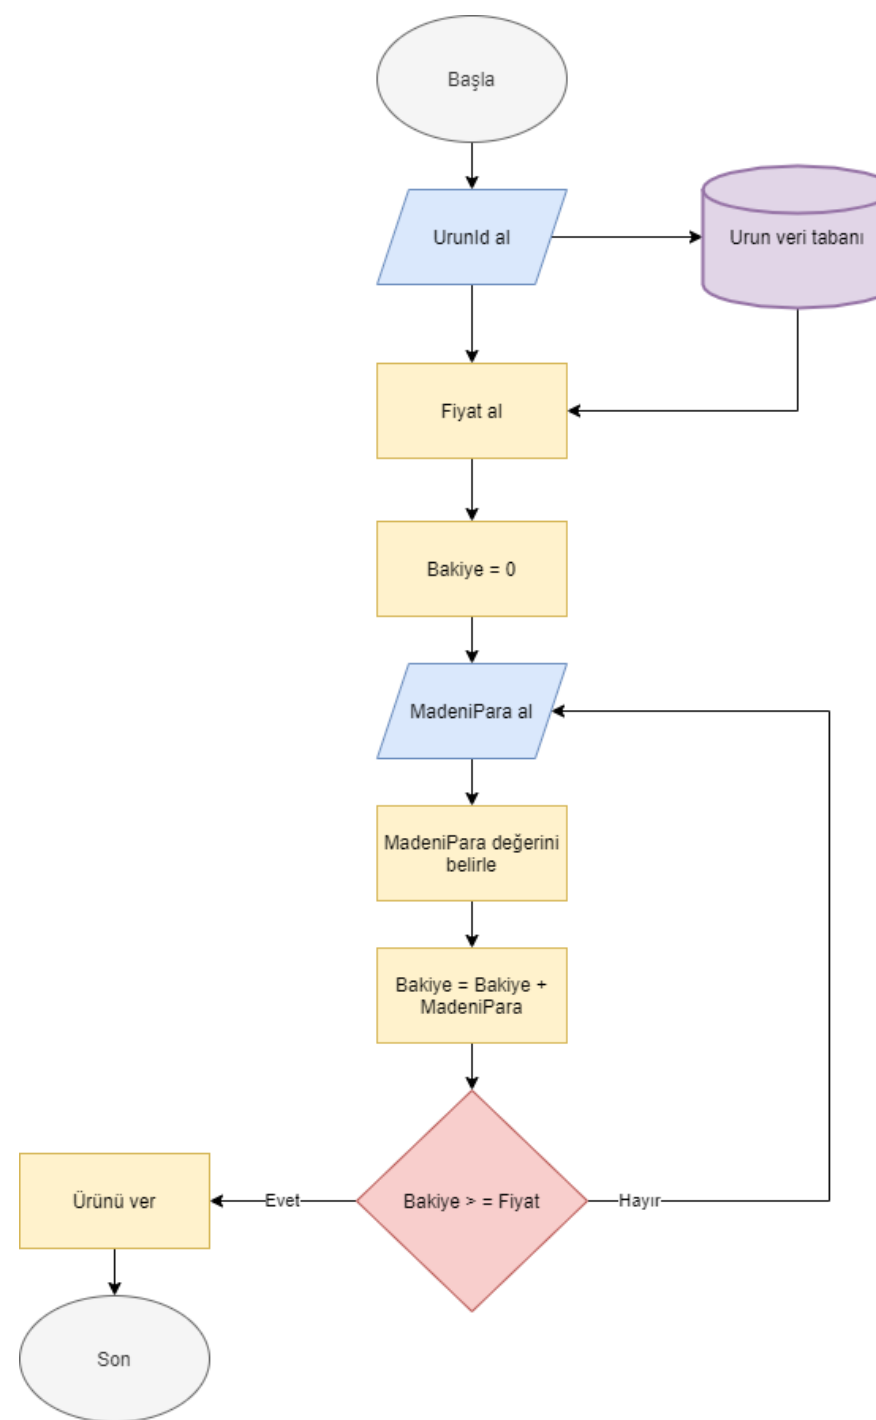 Başla
UrunId al
Urun veri tabanı
Fiyat al
Bakiye = 0
MadeniPara al
MadeniPara değerini
belirle
Bakiye = Bakiye +
MadeniPara
Bakiye > = Fiyat
Evet
Hayır
Ürünü ver
Son